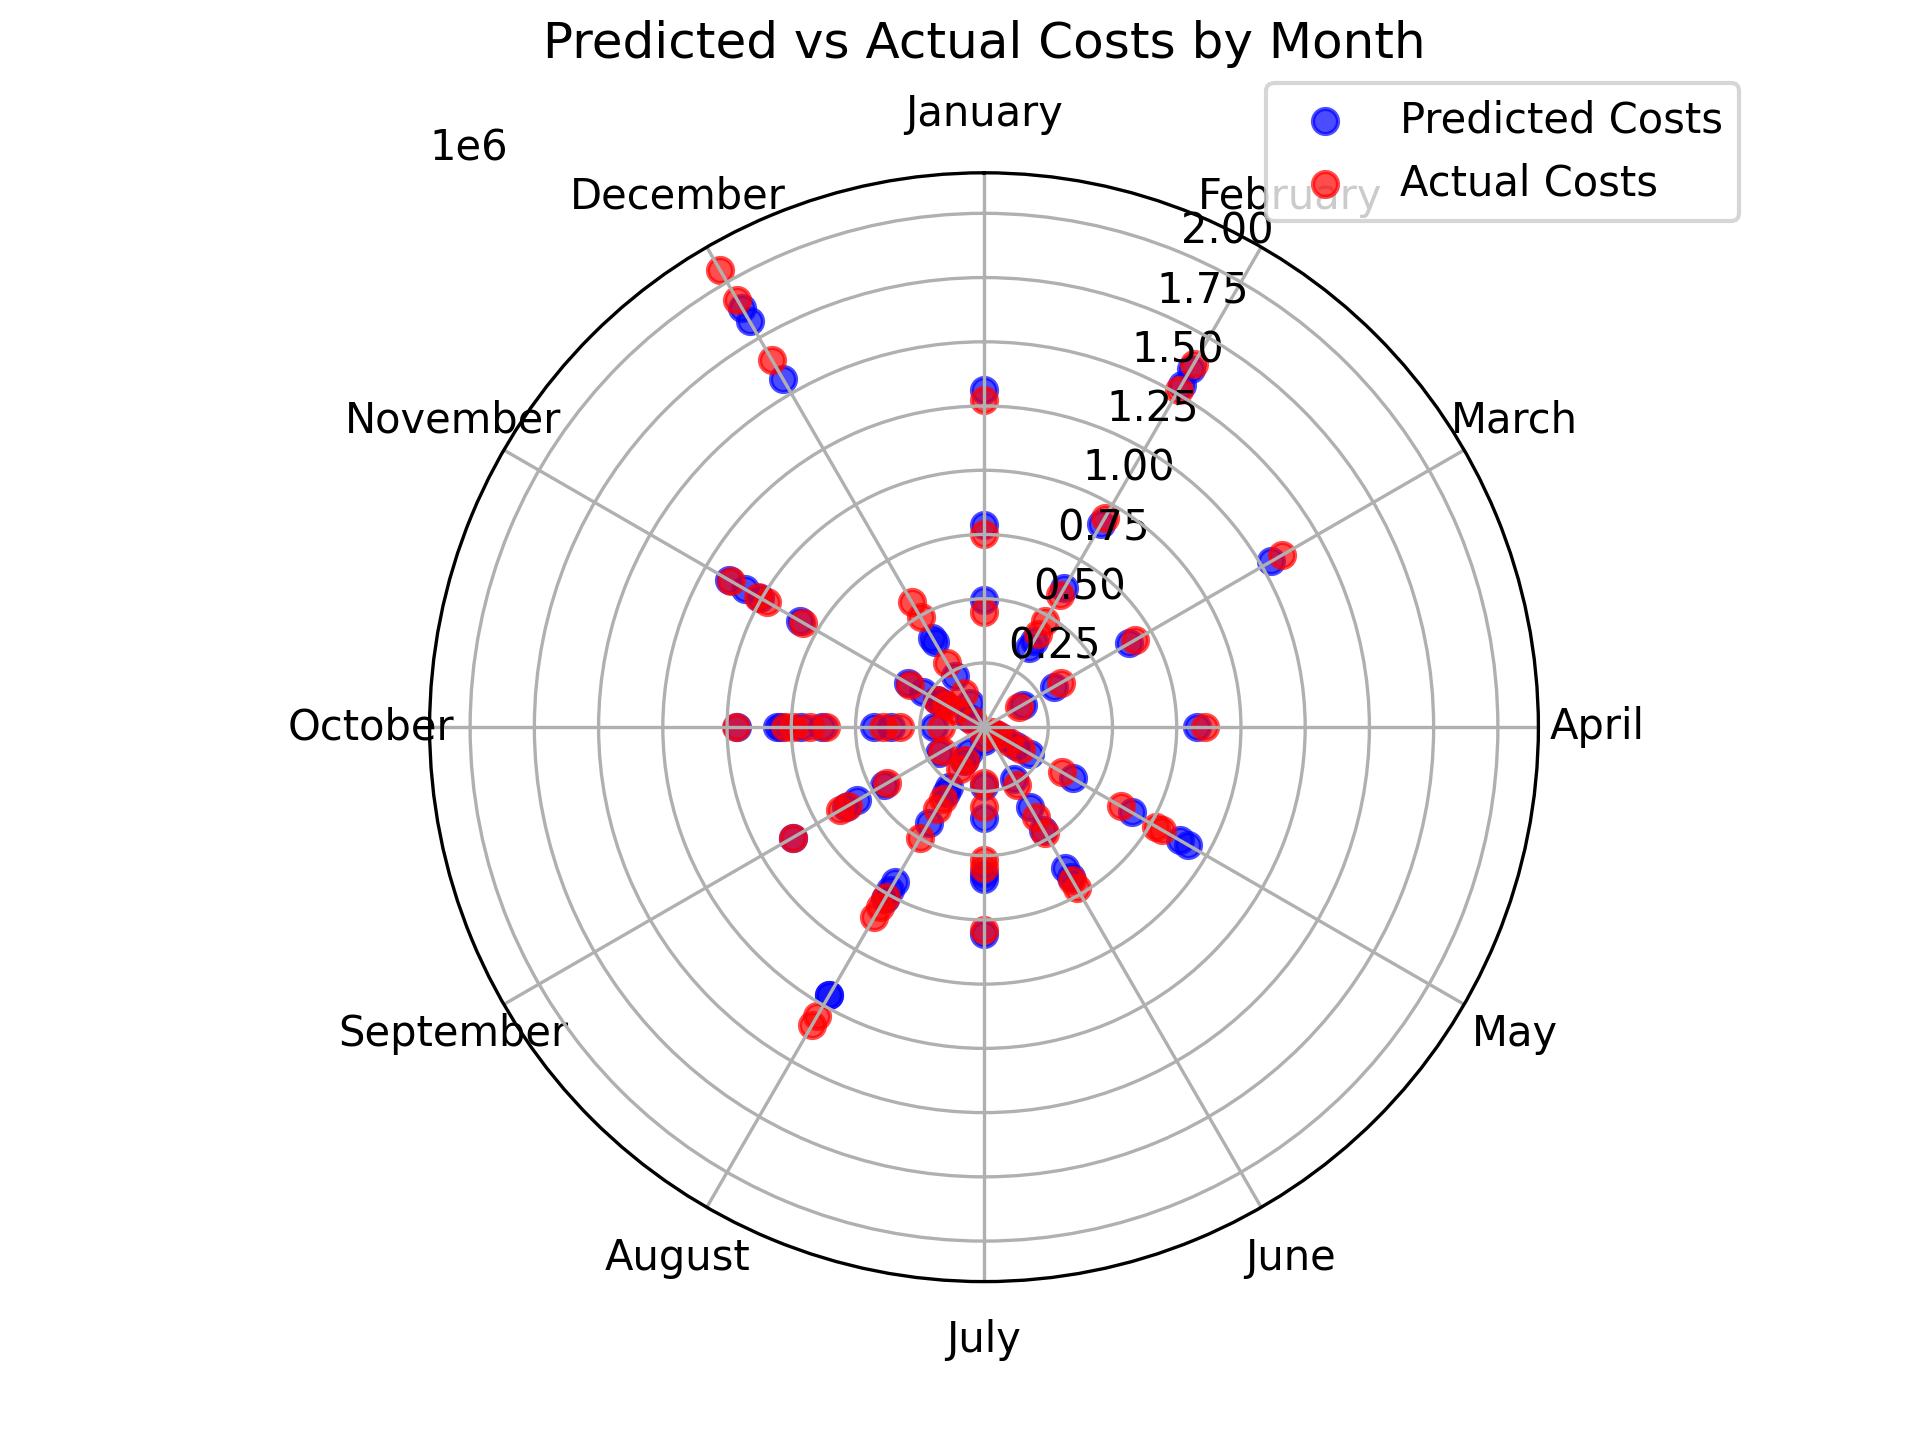 Predicted vs Actual Costs by Month
Predicted Costs
Actual Costs
1e6
January
February
March
April
May
June
July
August
September
October
November
December
0.25
0.50
0.75
1.00
1.25
1.50
1.75
2.00